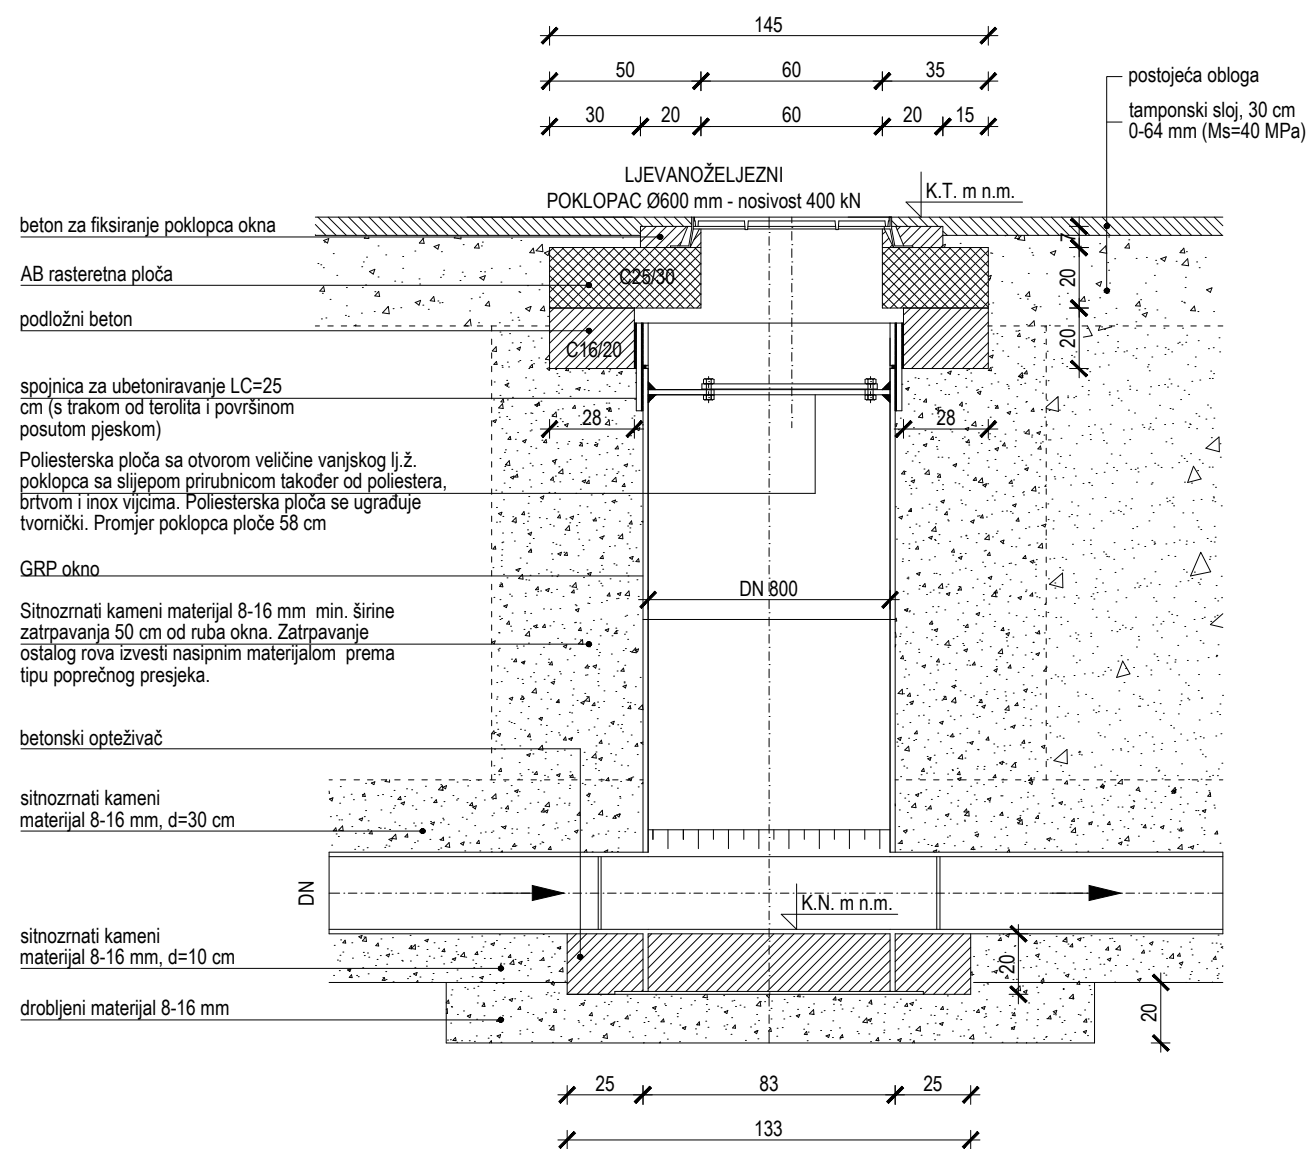 145
50 60 35
30 20 60 20 15
postojeća obloga
tamponski sloj, 30 cm
0-64 mm (Ms=40 MPa)
LJEVANOŽELJEZNI
POKLOPAC Ø600 mm - nosivost 400 kN
K.T. m n.m.
beton za fiksiranje poklopca okna
7
AB rasteretna ploča
C25/30
20
podložni beton
C16/20
20
spojnica za ubetoniravanje LC=25
cm (s trakom od terolita i površinom
posutom pjeskom)
28 28
Poliesterska ploča sa otvorom veličine vanjskog lj.ž.
poklopca sa slijepom prirubnicom također od poliestera,
brtvom i inox vijcima. Poliesterska ploča se ugrađuje
tvornički. Promjer poklopca ploče 58 cm
GRP okno
DN 800
Sitnozrnati kameni materijal 8-16 mm min. širine
zatrpavanja 50 cm od ruba okna. Zatrpavanje
ostalog rova izvesti nasipnim materijalom prema
tipu poprečnog presjeka.
betonski opteživač
sitnozrnati kameni
materijal 8-16 mm, d=30 cm
DN
K.N. m n.m.
sitnozrnati kameni
materijal 8-16 mm, d=10 cm
20
drobljeni materijal 8-16 mm
20
25 83 25
133